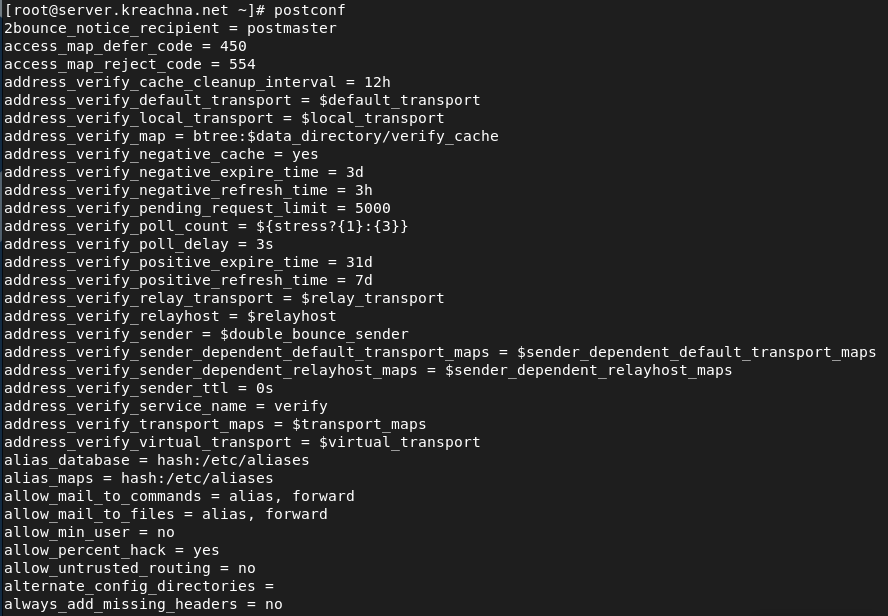 [root@server.kreachna.net ~]# postconf
2bounce_notice_recipient = postmaster
access_map_defer_code = 450
access_map_reject_code = 554
address_verify_cache_cleanup_interval = 12h
address_verify_default_transport = $default_transport
address_verify_local_transport = $local_transport
address_verify_map = btree:$data_directory/verify_cache
address_verify_negative_cache = yes
address_verify_negative_expire_time = 3d
address_verify_negative_refresh_time = 3h
address_verify_pending_request_limit = 5000
address_verify_poll_count = ${stress?{1}:{3}}
address_verify_poll_delay = 3s
address_verify_positive_expire_time = 31d
address_verify_positive_refresh_time = 7d
address_verify_relay_transport = $relay_transport
address_verify_relayhost = $relayhost
address_verify_sender = $double_bounce_sender
address_verify_sender_dependent_default_transport_maps = $sender_dependent_default_transport_maps
address_verify_sender_dependent_relayhost_maps = $sender_dependent_relayhost_maps
address_verify_sender_ttl = 0s
address_verify_service_name = verify
address_verify_transport_maps = $transport_maps
address_verify_virtual_transport = $virtual_transport
alias_database = hash:/etc/aliases
alias_maps = hash:/etc/aliases
allow_mail_to_commands = alias, forward
allow_mail_to_files = alias, forward
allow_min_user = no
allow_percent_hack = yes
allow_untrusted_routing = no
alternate_config_directories =
always_add_missing_headers = no